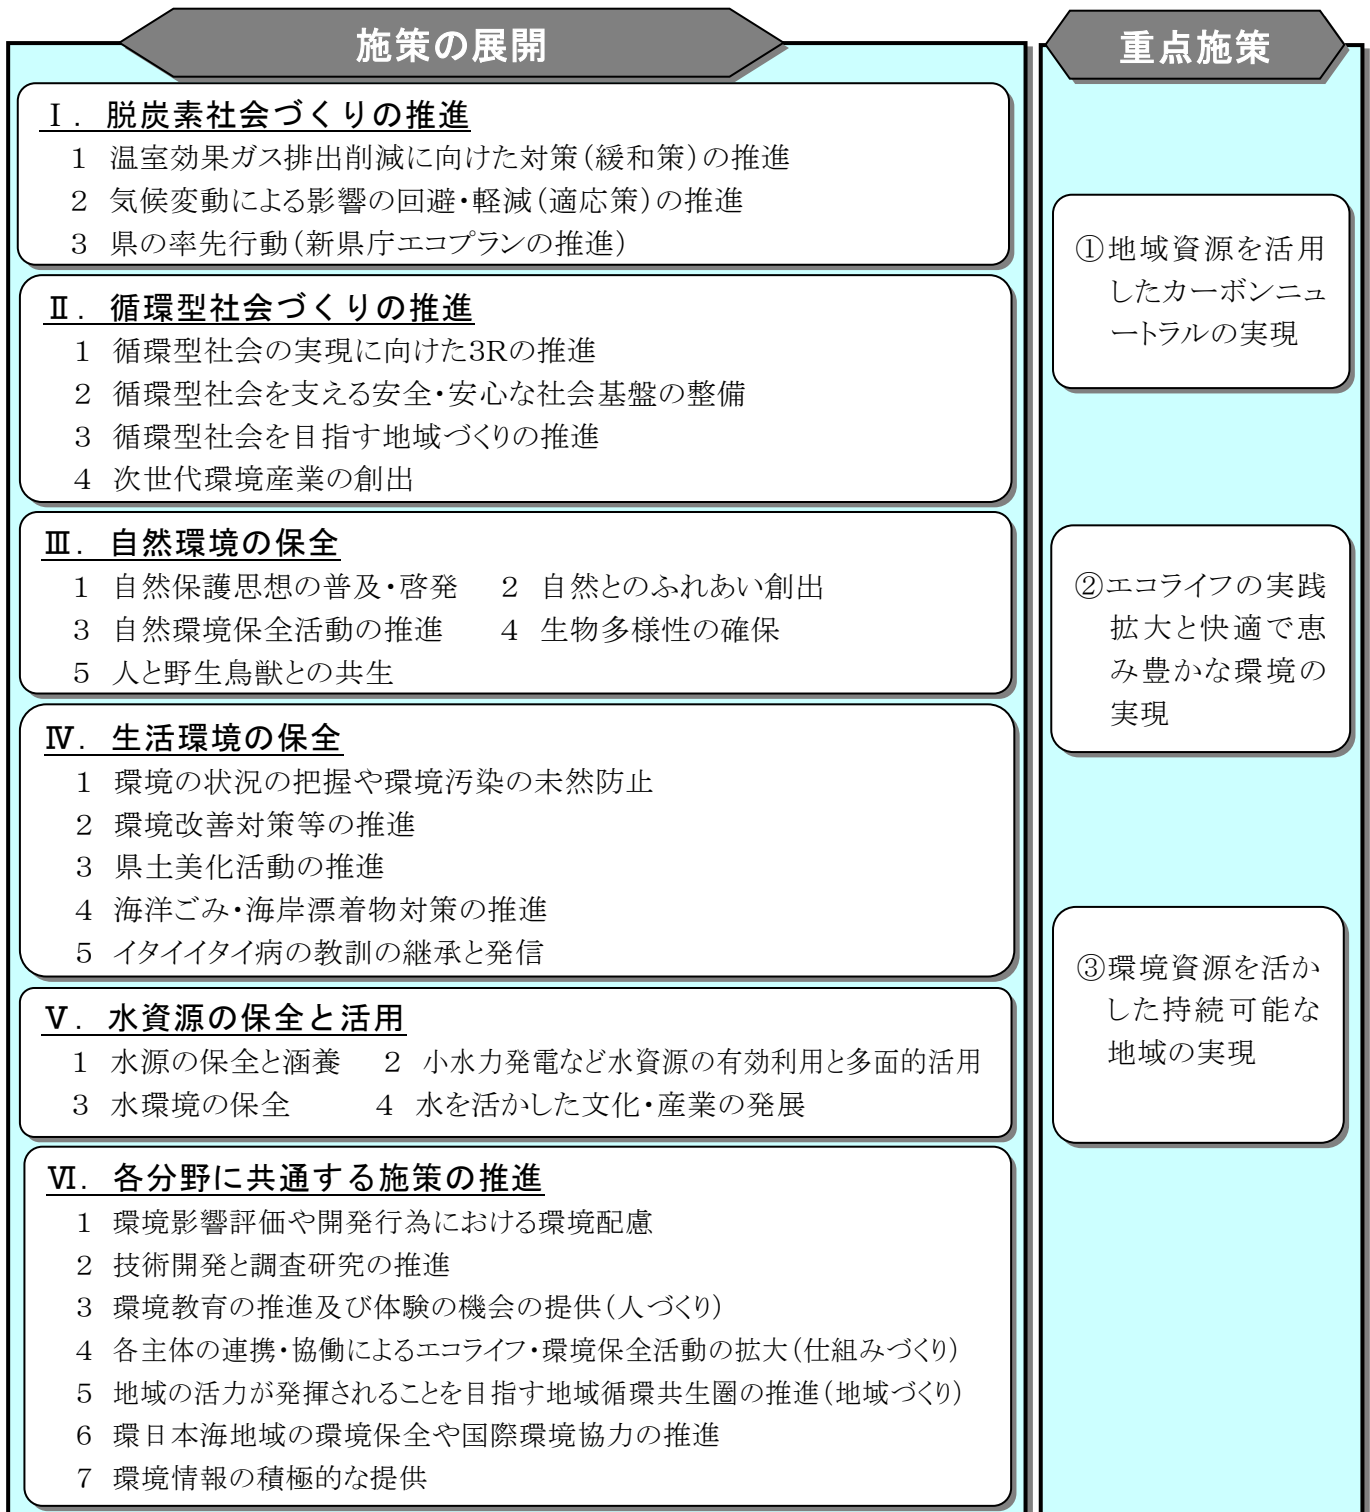 施策の展開
Ⅰ. 脱炭素社会づくりの推進
1 温室効果ガス排出削減に向けた対策(緩和策)の推進
2 気候変動による影響の回避・軽減(適応策)の推進
3 県の率先行動(新県庁エコプランの推進)
Ⅱ. 循環型社会づくりの推進
1 循環型社会の実現に向けた3Rの推進
2 循環型社会を支える安全・安心な社会基盤の整備
3 循環型社会を目指す地域づくりの推進
4 次世代環境産業の創出
Ⅲ. 自然環境の保全
1 自然保護思想の普及・啓発 2 自然とのふれあい創出
3 自然環境保全活動の推進 4 生物多様性の確保
5 人と野生鳥獣との共生
Ⅳ. 生活環境の保全
1 環境の状況の把握や環境汚染の未然防止
2 環境改善対策等の推進
3 県土美化活動の推進
4 海洋ごみ・海岸漂着物対策の推進
5 イタイイタイ病の教訓の継承と発信
Ⅴ. 水資源の保全と活用
1 水源の保全と涵養 2 小水力発電など水資源の有効利用と多面的活用
3 水環境の保全 4 水を活かした文化・産業の発展
Ⅵ. 各分野に共通する施策の推進
1 環境影響評価や開発行為における環境配慮
2 技術開発と調査研究の推進
3 環境教育の推進及び体験の機会の提供(人づくり)
4 各主体の連携・協働によるエコライフ・環境保全活動の拡大(仕組みづくり)
5 地域の活力が発揮されることを目指す地域循環共生圏の推進(地域づくり)
6 環日本海地域の環境保全や国際環境協力の推進
7 環境情報の積極的な提供
重点施策
①地域資源を活用
したカーボンニュ
ートラルの実現
②エコライフの実践
拡大と快適で恵
み豊かな環境の
実現
③環境資源を活か
した持続可能な
地域の実現